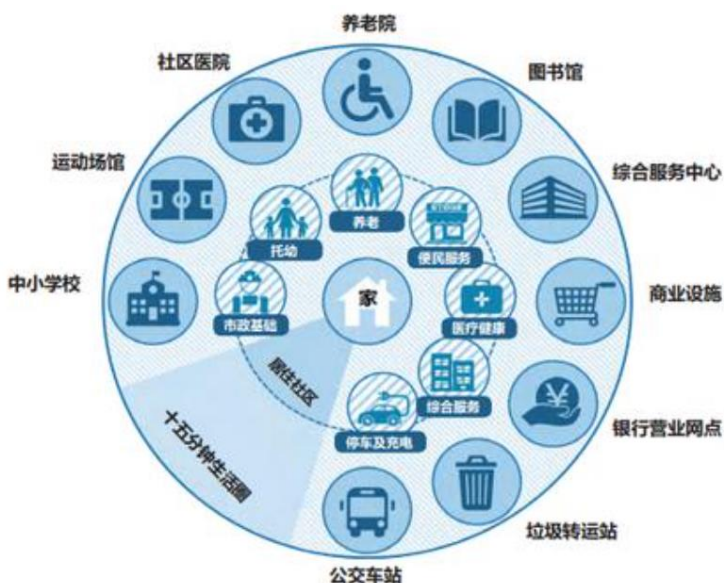 养老院
社区医院
图书馆
运动场馆
综合服务中心
中小学校
商业设施
银行营业网点
垃圾转运站
公交车站
养老
托幼
便民服务
市政基础
家
医疗健康
居住社区
综合服务
停车及充电
十五分钟生活圈